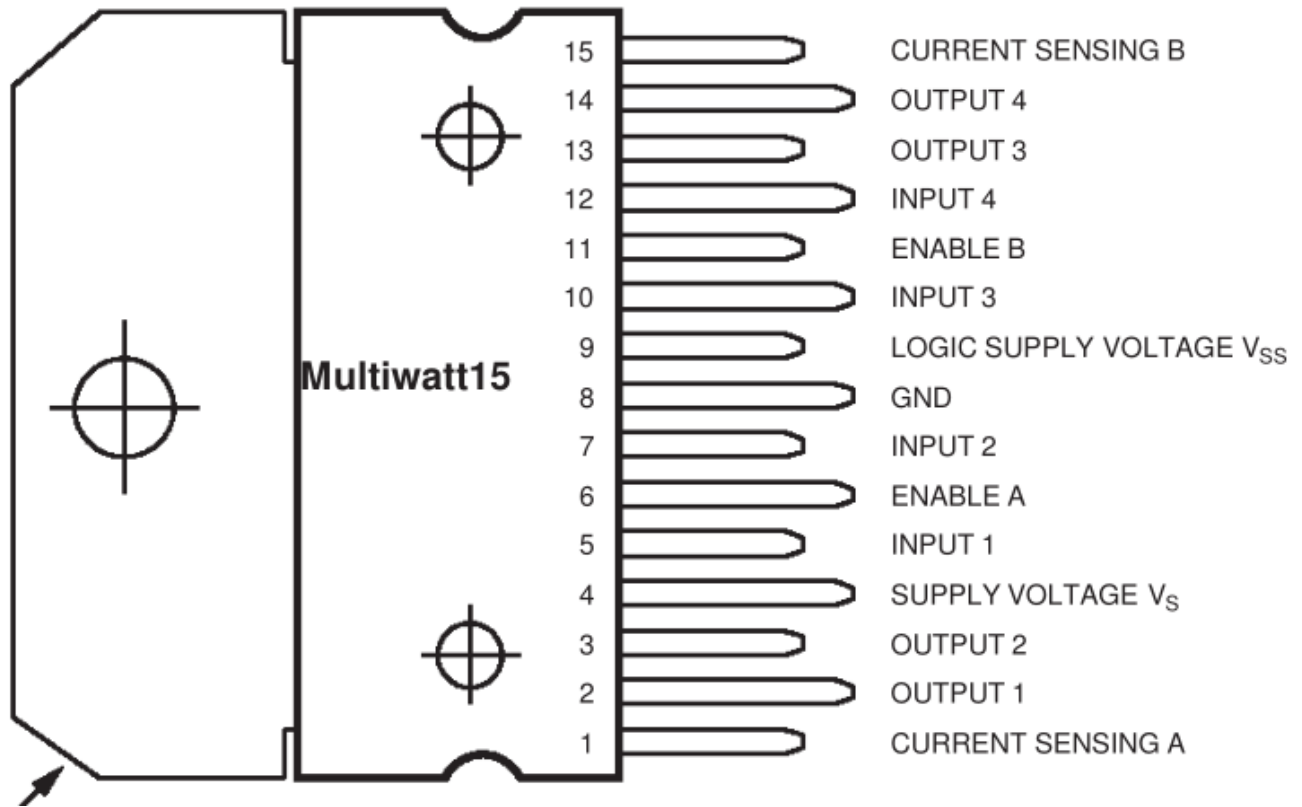 15 CURRENT SENSING B
14 OUTPUT 4
13 OUTPUT 3
12 INPUT 4
11 ENABLE B
10 INPUT 3
9 LOGIC SUPPLY VOLTAGE VSS
Multiwatt15
8 GND
7 INPUT 2
6 ENABLE A
5 INPUT 1
4 SUPPLY VOLTAGE VS
3 OUTPUT 2
2 OUTPUT 1
1 CURRENT SENSING A